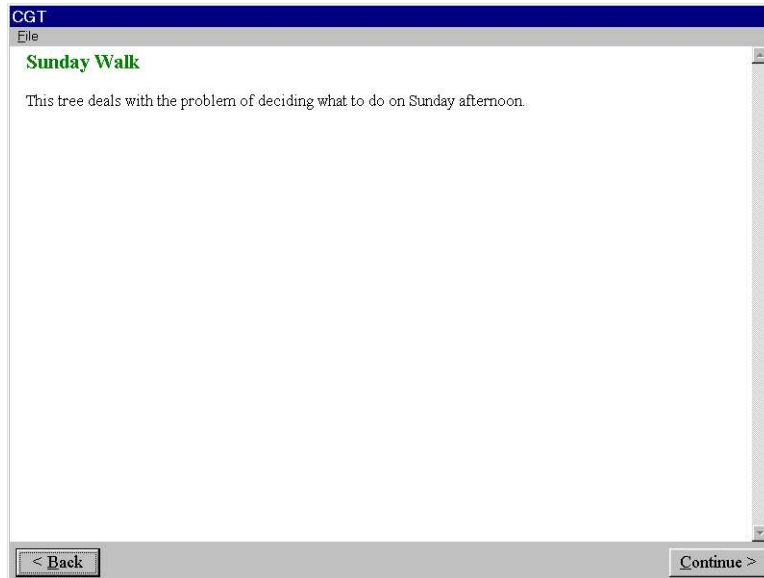 CGT
File
Sunday Walk
This tree deals with the problem of deciding what to do on Sunday afternoon.
< Back
Continue >